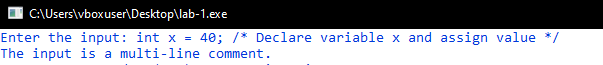 C:\Users\vboxuser\Desktop\lab-1.exe
Enter the input: int x = 40; /* Declare variable x and assign value */
The input is a multi-line comment.